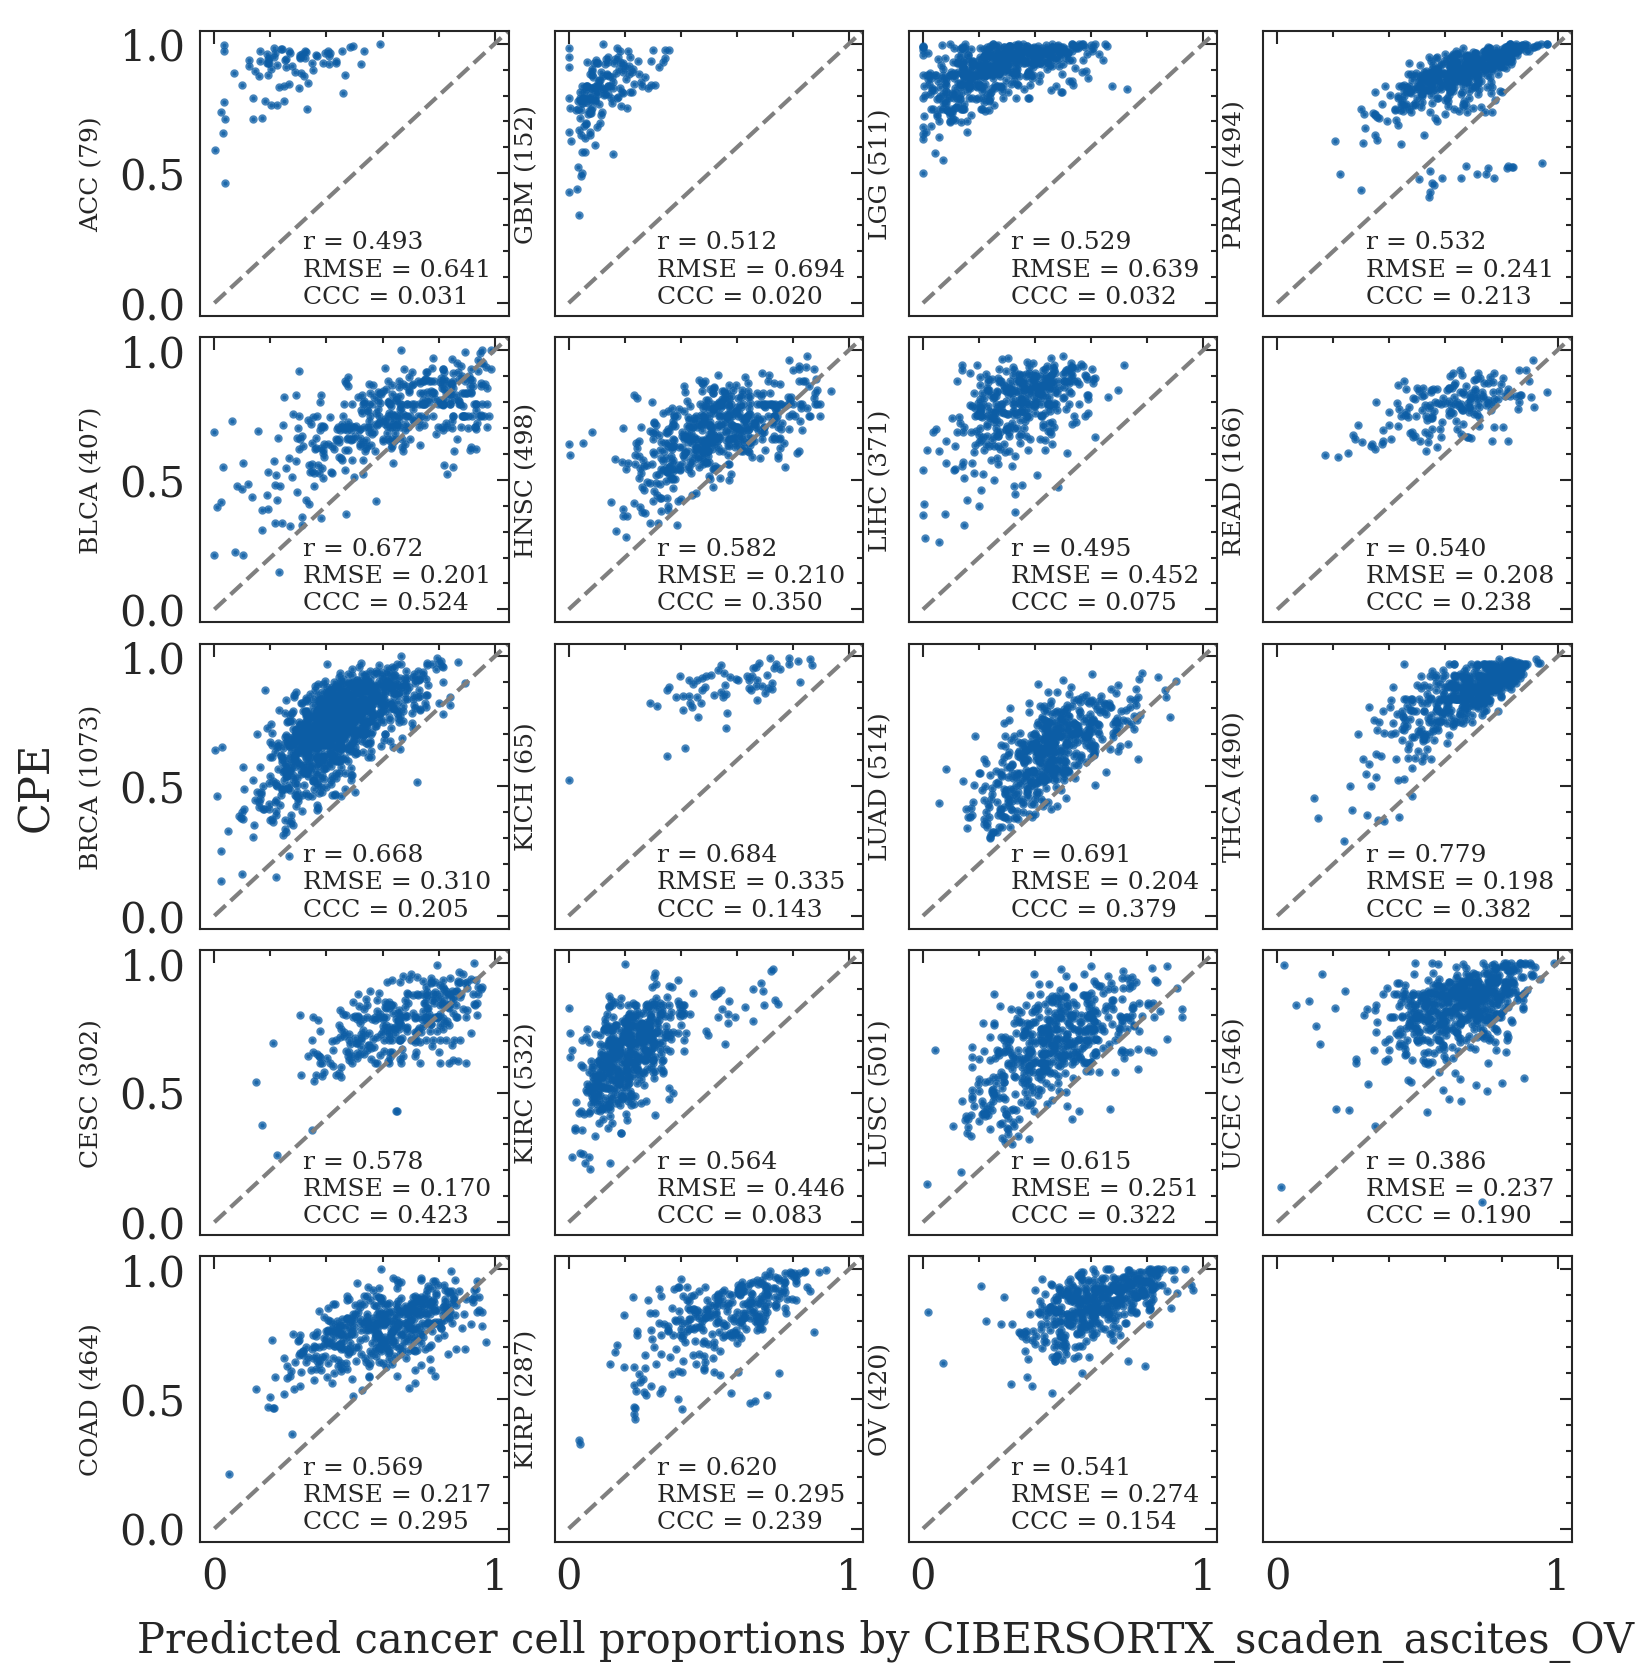 1.0
0.5
0.0
ACC (79)
r = 0.493
RMSE = 0.641
CCC = 0.031
GBM (152)
r = 0.512
RMSE = 0.694
CCC = 0.020
LGG (511)
r = 0.529
RMSE = 0.639
CCC = 0.032
PRAD (494)
r = 0.532
RMSE = 0.241
CCC = 0.213
1.0
0.5
0.0
BLCA (407)
r = 0.672
RMSE = 0.201
CCC = 0.524
HNSC (498)
r = 0.582
RMSE = 0.210
CCC = 0.350
LIHC (371)
r = 0.495
RMSE = 0.452
CCC = 0.075
READ (166)
r = 0.540
RMSE = 0.208
CCC = 0.238
CPE
1.0
0.5
0.0
BRCA (1073)
r = 0.668
RMSE = 0.310
CCC = 0.205
KICH (65)
r = 0.684
RMSE = 0.335
CCC = 0.143
LUAD (514)
r = 0.691
RMSE = 0.204
CCC = 0.379
THCA (490)
r = 0.779
RMSE = 0.198
CCC = 0.382
1.0
0.5
0.0
CESC (302)
r = 0.578
RMSE = 0.170
CCC = 0.423
KIRC (532)
r = 0.564
RMSE = 0.446
CCC = 0.083
LUSC (501)
r = 0.615
RMSE = 0.251
CCC = 0.322
UCEC (546)
r = 0.386
RMSE = 0.237
CCC = 0.190
1.0
0.5
0.0
COAD (464)
r = 0.569
RMSE = 0.217
CCC = 0.295
KIRP (287)
r = 0.620
RMSE = 0.295
CCC = 0.239
OV (420)
r = 0.541
RMSE = 0.274
CCC = 0.154
0 1 0 1 0 1 0 1
Predicted cancer cell proportions by CIBERSORTX_scaden_ascites_OV